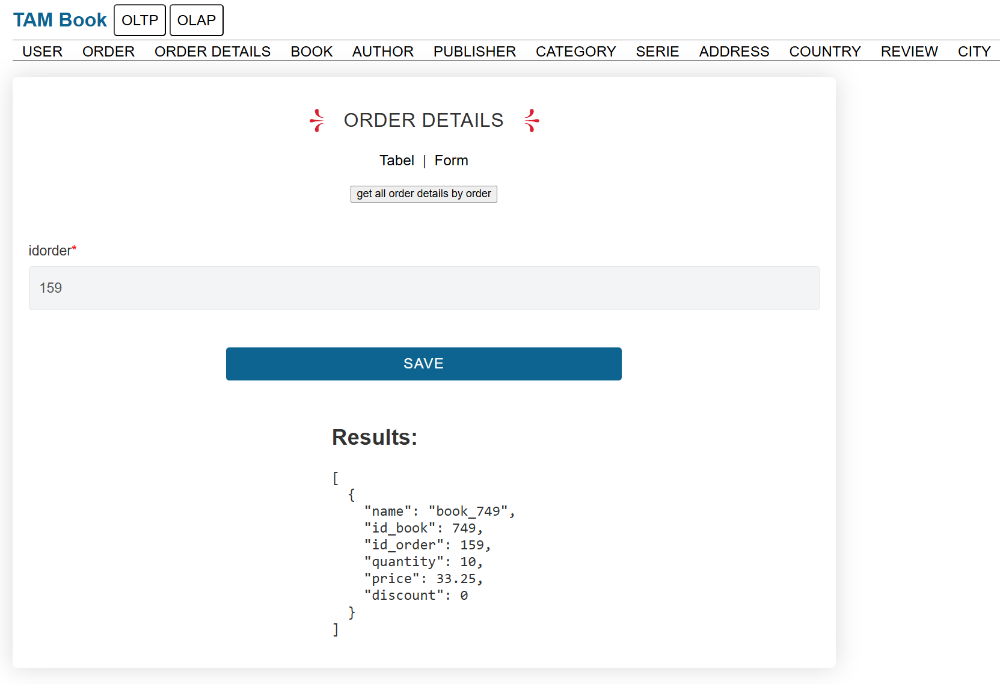 TAM Book OLTP OLAP
USER ORDER ORDER DETAILS BOOK AUTHOR PUBLISHER CATEGORY SERIE ADDRESS COUNTRY REVIEW CITY
ORDER DETAILS
Tabel | Form
get all order details by order
idorder*
159
SAVE
Results:
[
  {
    "name": "book_749",
    "id_book": 749,
    "id_order": 159,
    "quantity": 10,
    "price": 33.25,
    "discount": 0
  }
]